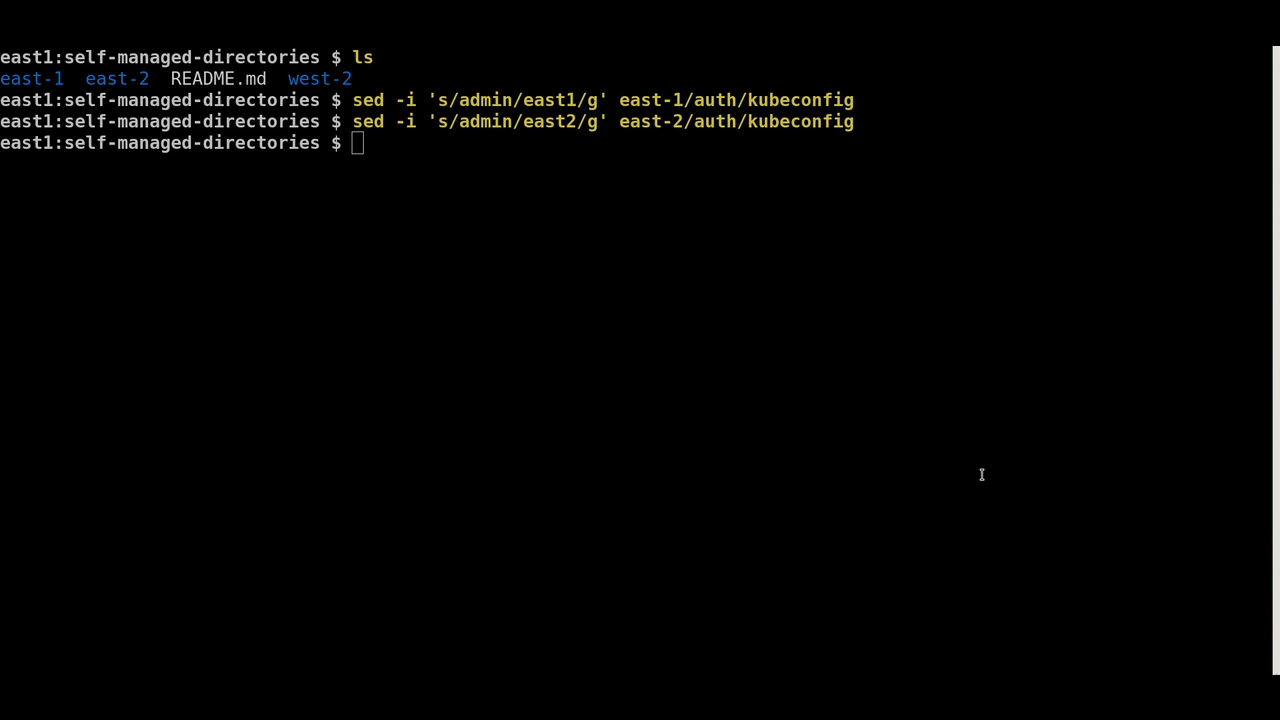 east1:self-managed-directories $ ls
east-1  east-2  README.md  west-2
east1:self-managed-directories $ sed -i 's/admin/east1/g' east-1/auth/kubeconfig
east1:self-managed-directories $ sed -i 's/admin/east2/g' east-2/auth/kubeconfig
east1:self-managed-directories $